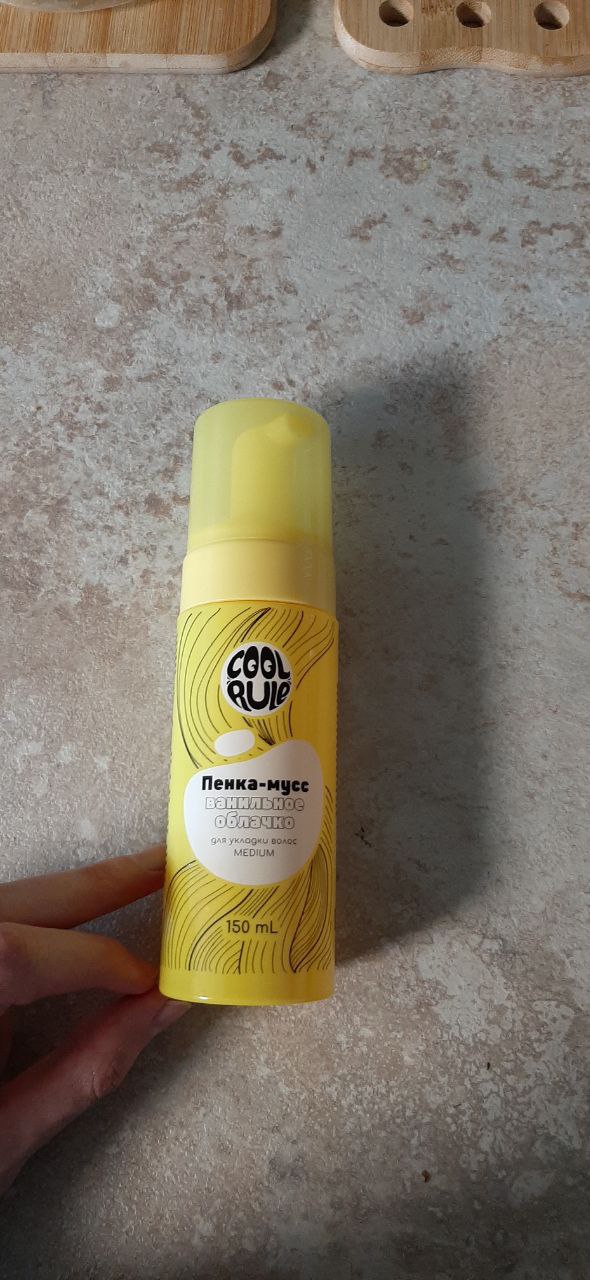 COOL
RULE
Пенка-мусс
ванильное
облачко
для укладки волос
MEDIUM
150 mL